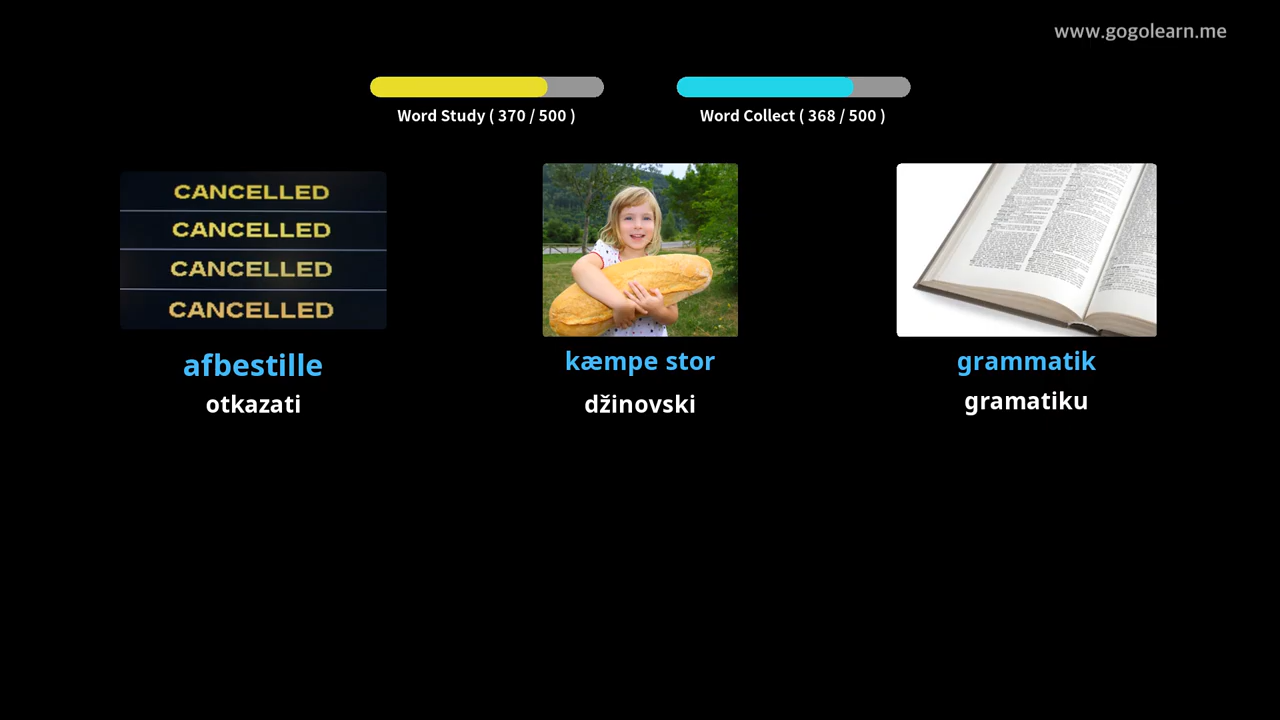 www.gogolearn.me
Word Study ( 370 / 500 )
Word Collect ( 368 / 500 )
CANCELLED
CANCELLED
CANCELLED
CANCELLED
afbestille
kæmpe stor
grammatik
otkazati
džinovski
gramatiku